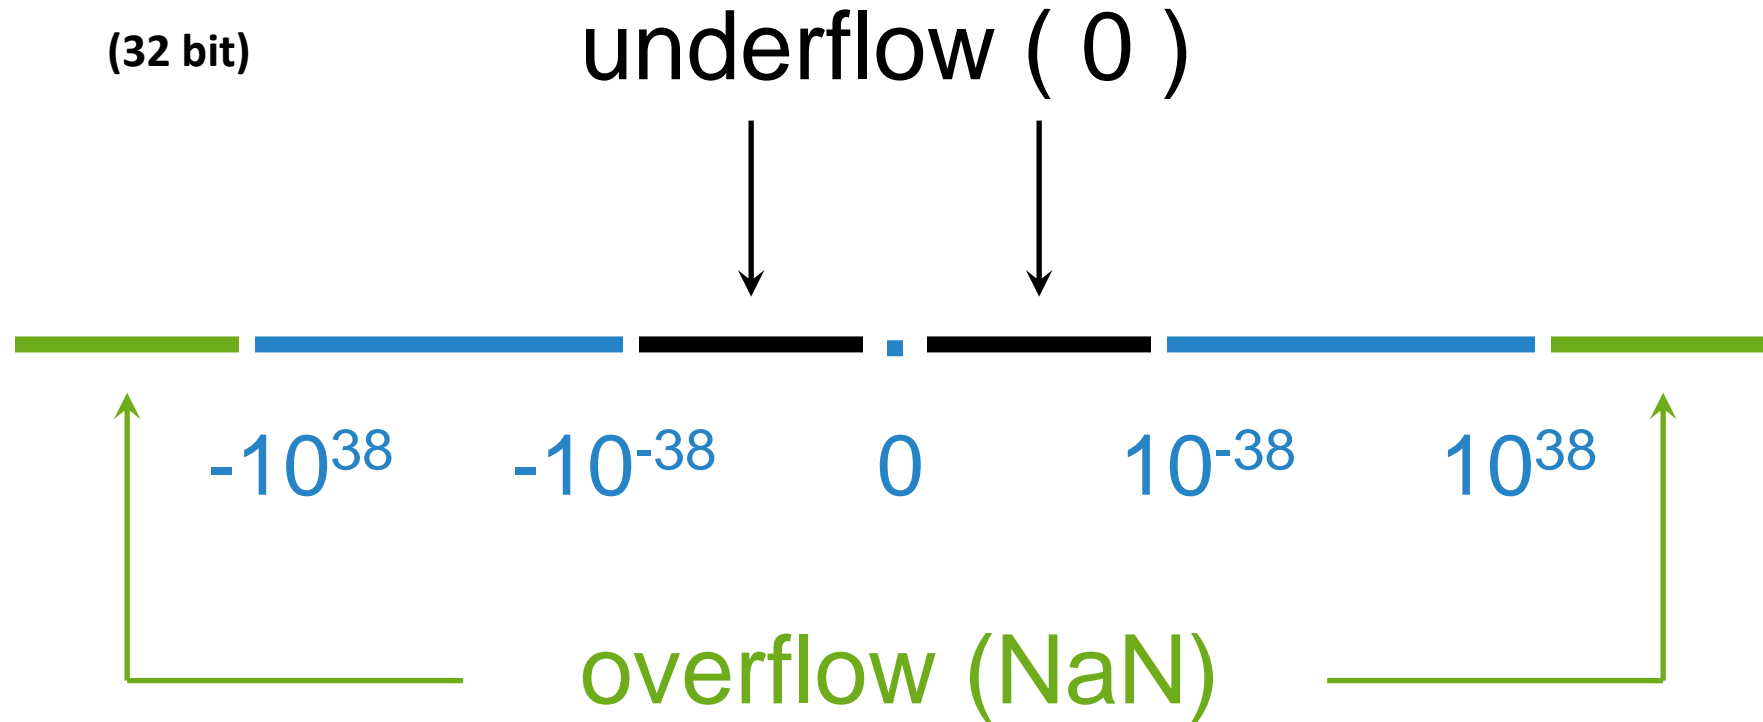 (32 bit)
underflow ( 0 )
-10³⁸ -10⁻³⁸ 0 10⁻³⁸ 10³⁸
overflow (NaN)